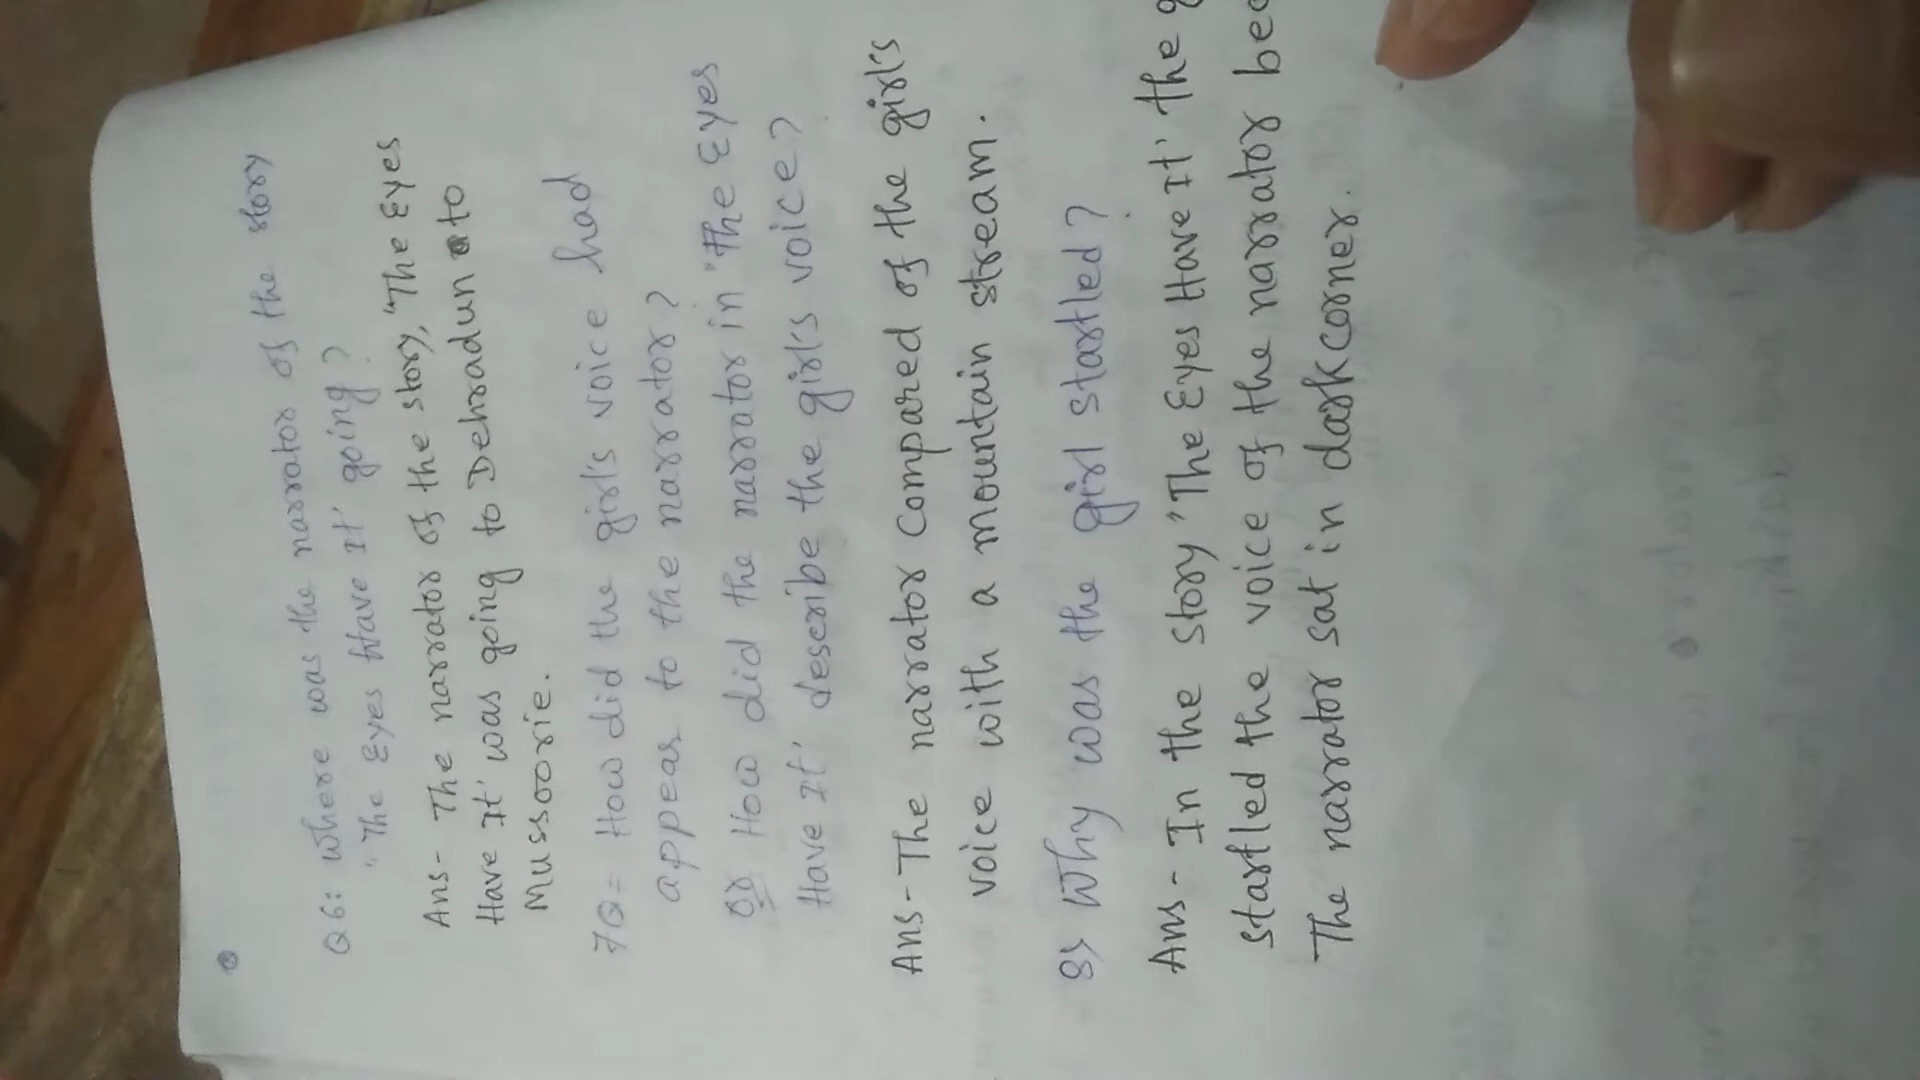 Q 6: Where was the narrator of the story
"The Eyes Have It' going?
Ans- The narrator of the story, "The Eyes
Have It' was going to Dehradun to
Mussoorie.
7Q= How did the girl's voice had
appear to the narrator?
Or How did the narrator in "The Eyes
Have It' describe the girl's voice?
Ans- The narrator compared of the girl's
voice with a mountain stream.
8> Why was the girl startled?
Ans- In the story "The Eyes Have It' the
startled the voice of the narrator
The narrator sat in dark corner.